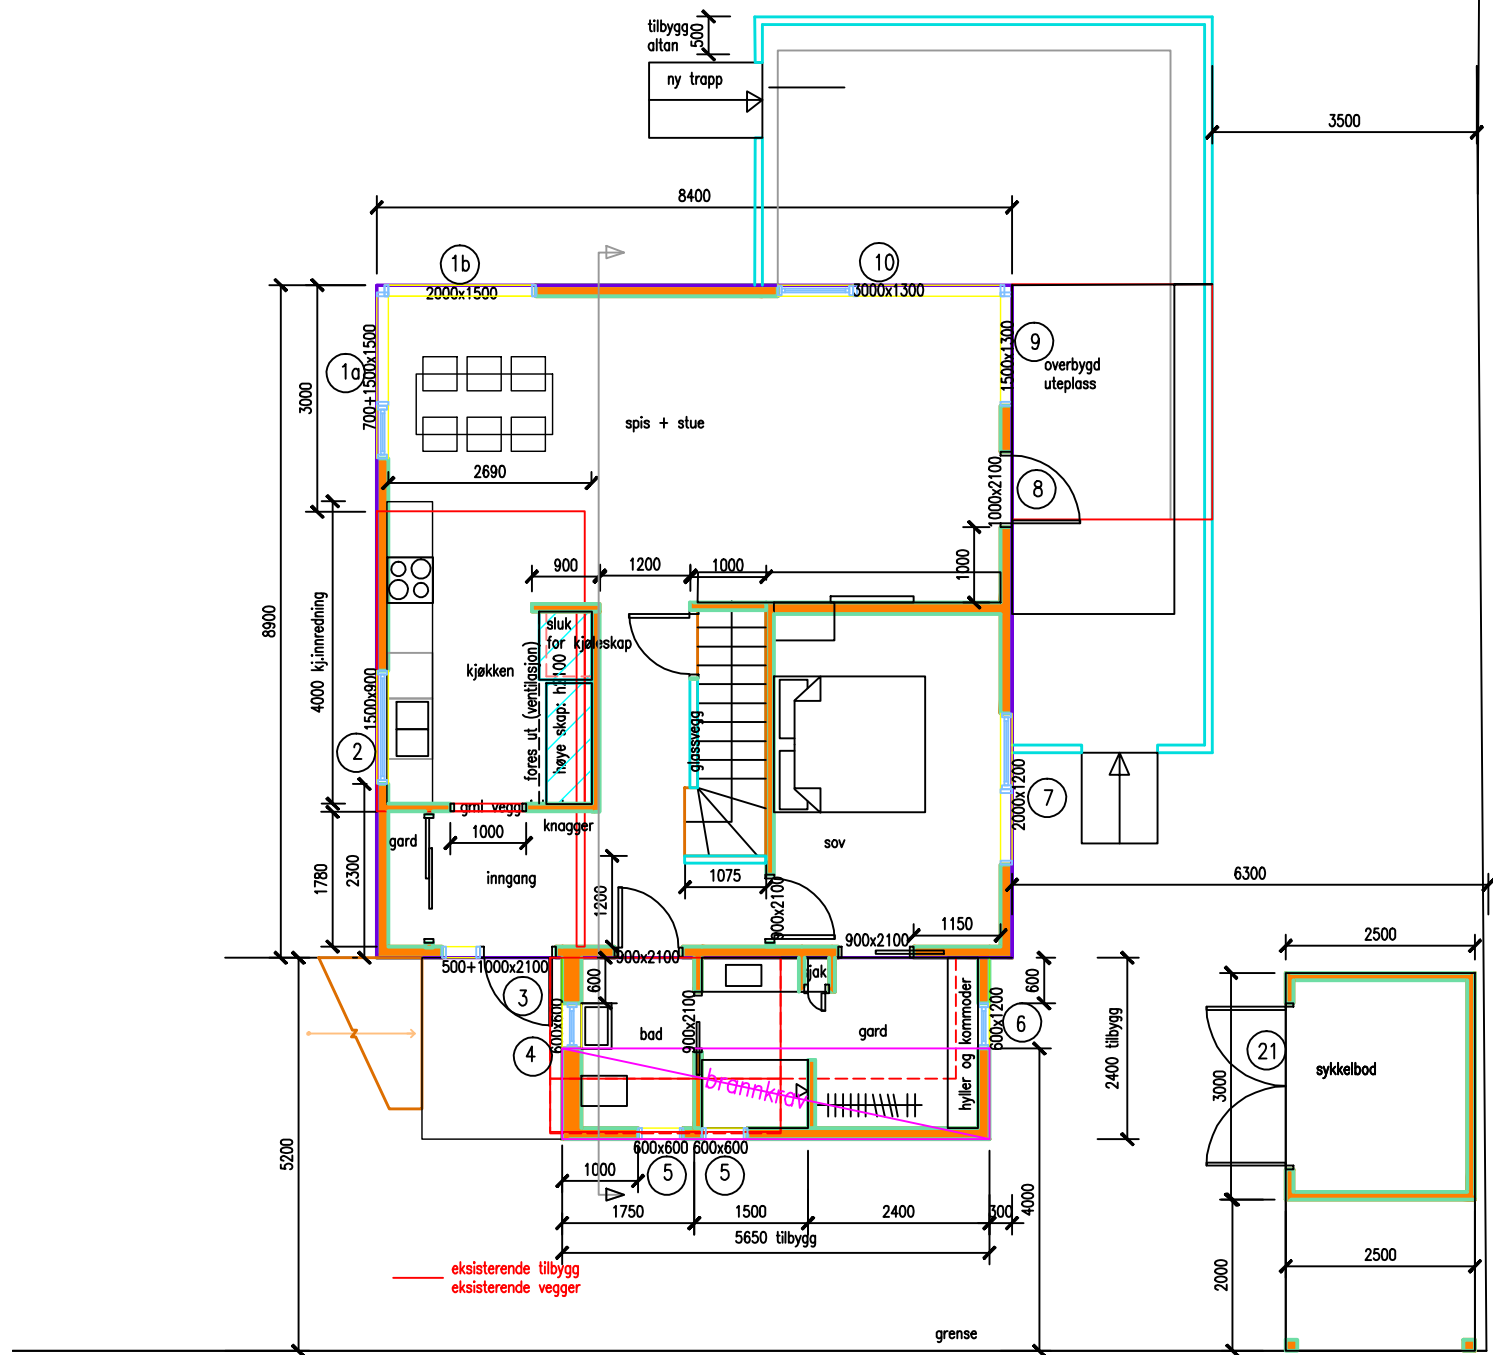 tilbygg
altan
500
ny trapp
3500
8400
1b
10
2000x1500
3000x1300
1a
700+1500x1500
3000
9
1500x1300
overbygd
uteplass
spis + stue
2690
8
1000x2100
900
1200
1000
1000
8900
4000 kj.innredning
sluk
for kjøleskap
kjøkken
fores ut (ventilasjon)
høye skap: h2100
glassvegg
1500x900
2
7
2000x1200
gml vegg
knagger
gard
1000
sov
inngang
1780
2300
1075
1200
900x2100
6300
1150
900x2100
2500
500+1000x2100
900x2100
600
jak
600
3
600x600
bad
900x2100
gard
hyller og kommoder
600x1200
6
4
21
3000
sykkelbod
2400 tilbygg
brannkrav
5200
600x600 600x600
1000
5
5
4000
1750
1500
2400
300
5650 tilbygg
2500
2000
eksisterende tilbygg
eksisterende vegger
grense